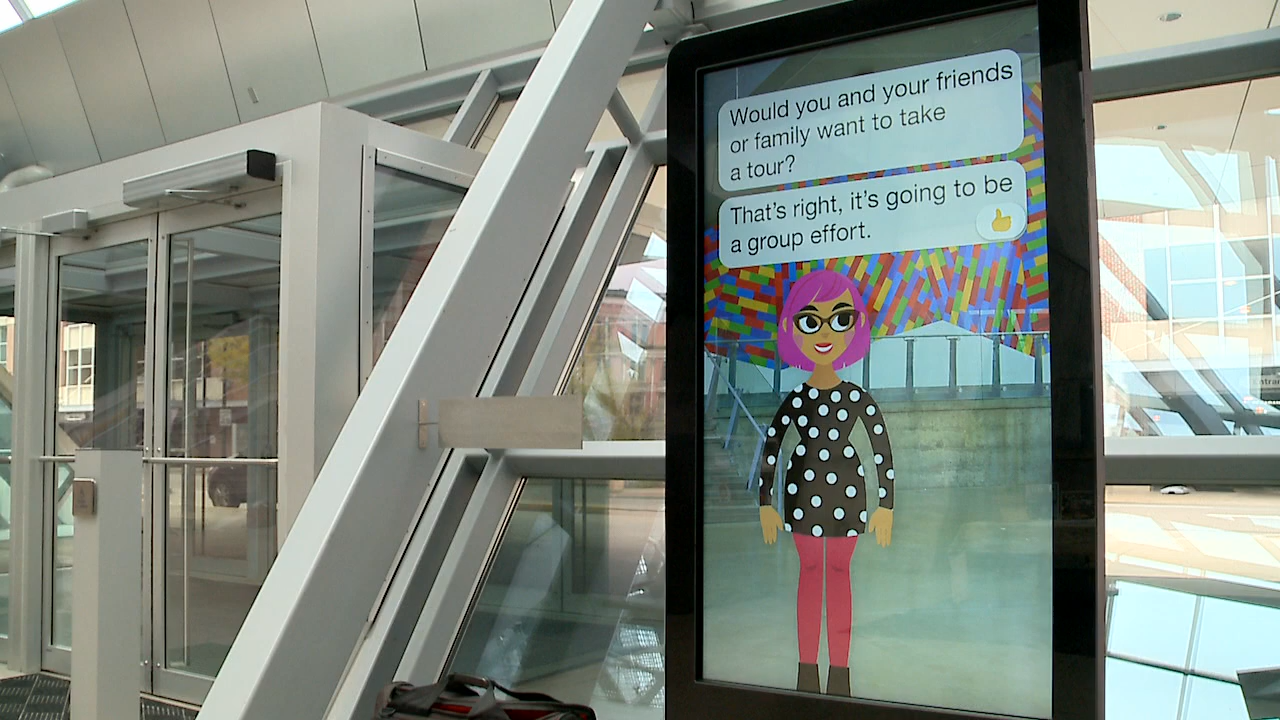 Would you and your friends
or family want to take
a tour?
That's right, it's going to be
a group effort.